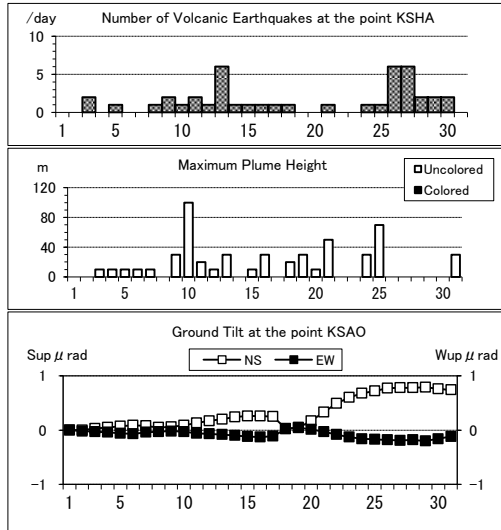 Number of Volcanic Earthquakes at the point KSHA
/day
10
5
0
1 5 10 15 20 25 30
Maximum Plume Height
m
Uncolored
Colored
120
80
40
0
1 5 10 15 20 25 30
Ground Tilt at the point KSAO
Sup μ rad
NS
EW
Wup μ rad
1 1
0 0
-1 -1
1 5 10 15 20 25 30